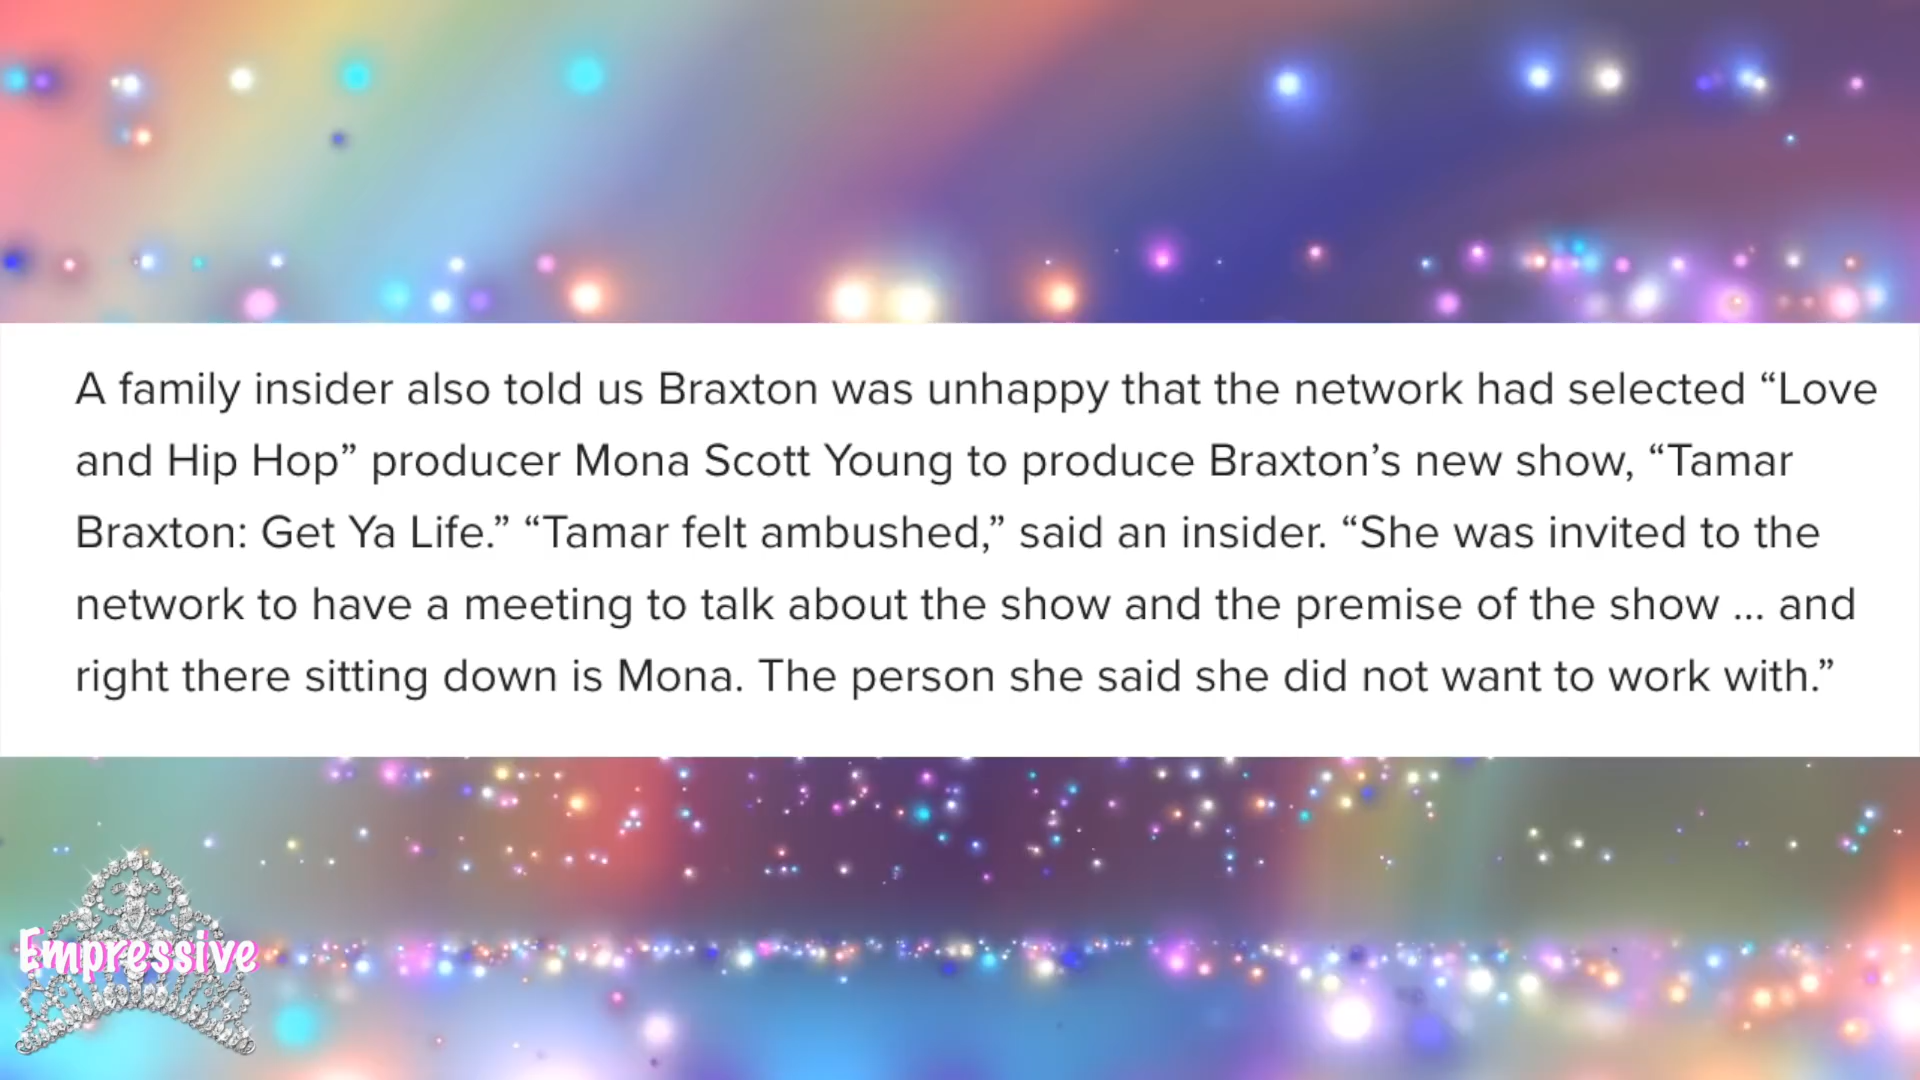 A family insider also told us Braxton was unhappy that the network had selected “Love
and Hip Hop” producer Mona Scott Young to produce Braxton’s new show, “Tamar
Braxton: Get Ya Life.” “Tamar felt ambushed,” said an insider. “She was invited to the
network to have a meeting to talk about the show and the premise of the show ... and
right there sitting down is Mona. The person she said she did not want to work with.”
Empressive